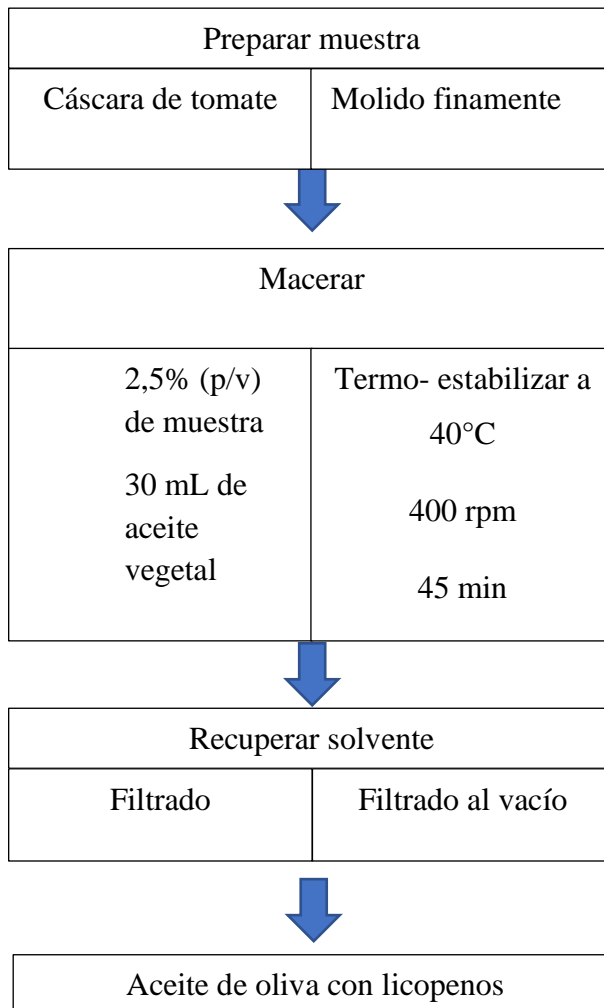 Preparar muestra
Cáscara de tomate
Molido finamente
Macerar
2,5% (p/v)
de muestra
30 mL de
aceite
vegetal
Termo- estabilizar a
40°C
400 rpm
45 min
Recuperar solvente
Filtrado
Filtrado al vacío
Aceite de oliva con licopenos